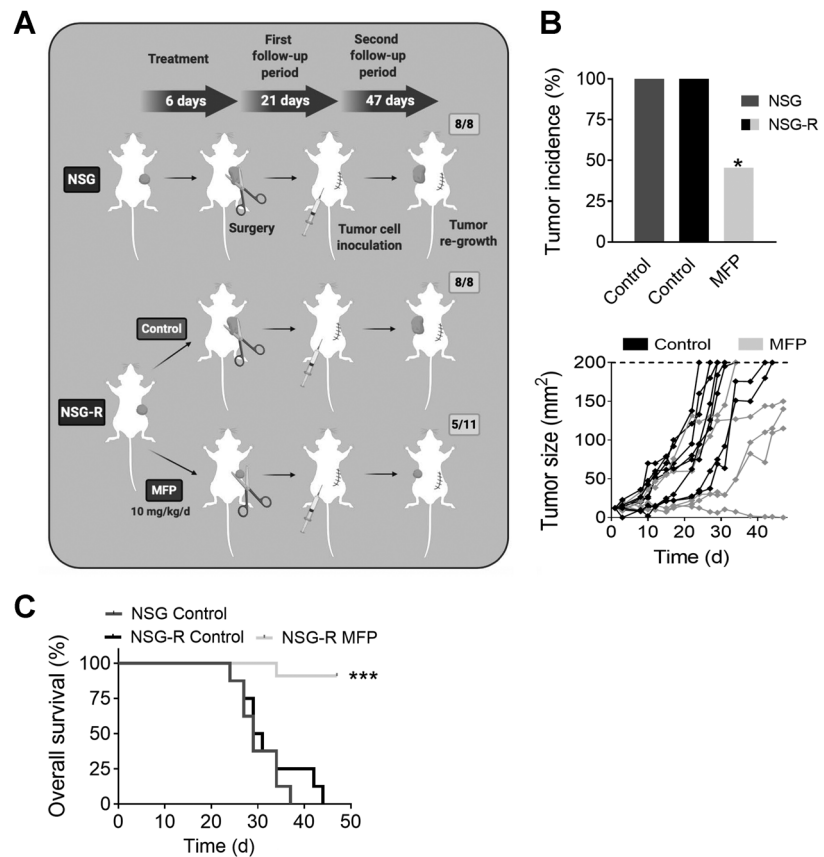 A
Treatment
First
follow-up
period
Second
follow-up
period
6 days
21 days
47 days
8/8
NSG
Surgery
Tumor cell
inoculation
Tumor
re-growth
8/8
Control
NSG-R
5/11
MFP
10 mg/kg/d
B
Tumor incidence (%)
100
75
50
25
0
*
Control
Control
MFP
NSG
NSG-R
Control
MFP
Tumor size (mm²)
200
150
100
50
0
0
10
20
30
40
Time (d)
C
NSG Control
NSG-R Control
NSG-R MFP
Overall survival (%)
100
75
50
25
0
***
0
10
20
30
40
50
Time (d)